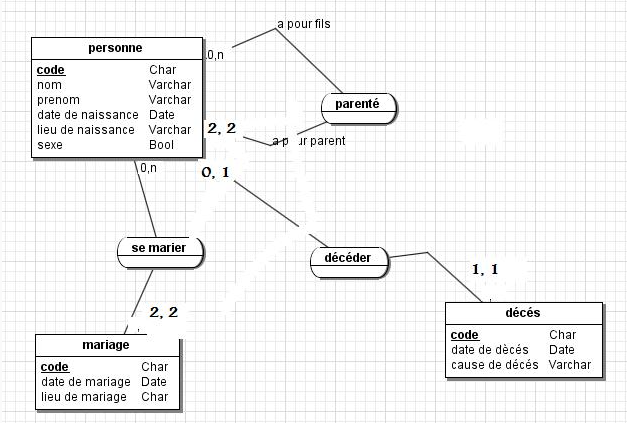 a pour fils
personne
0,n
code Char
nom Varchar
prenom Varchar
date de naissance Date
lieu de naissance Varchar
sexe Bool
parenté
2, 2
a pour parent
0,n
0, 1
se marier
décéder
1, 1
2, 2
décés
code Char
date de dècés Date
cause de décés Varchar
mariage
code Char
date de mariage Date
lieu de mariage Char